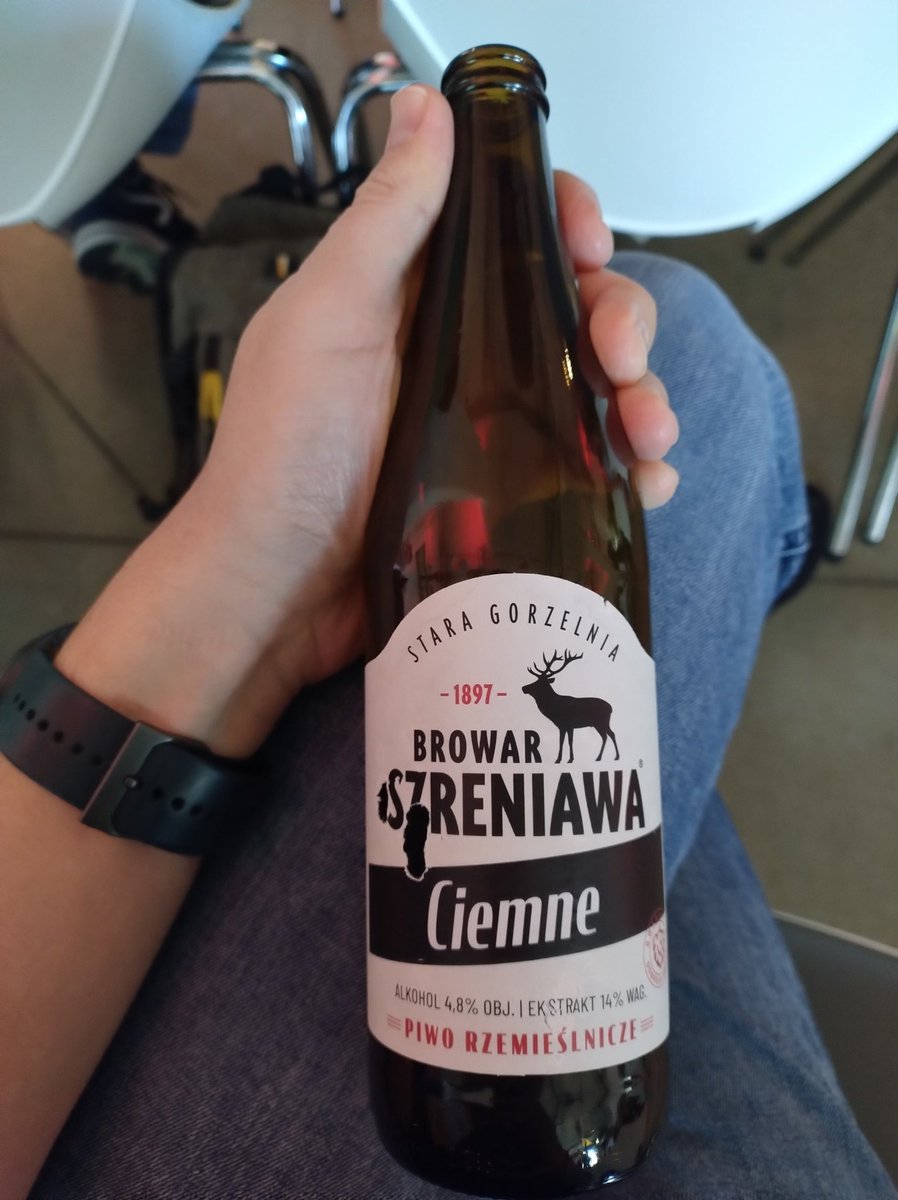 STARA GORZELNIA
-1897-
BROWAR
SZRENIAWA®
Ciemne
ALKOHOL 4,8% OBJ. | EKSTRAKT 14% WAG.
PIWO RZEMIEŚLNICZE